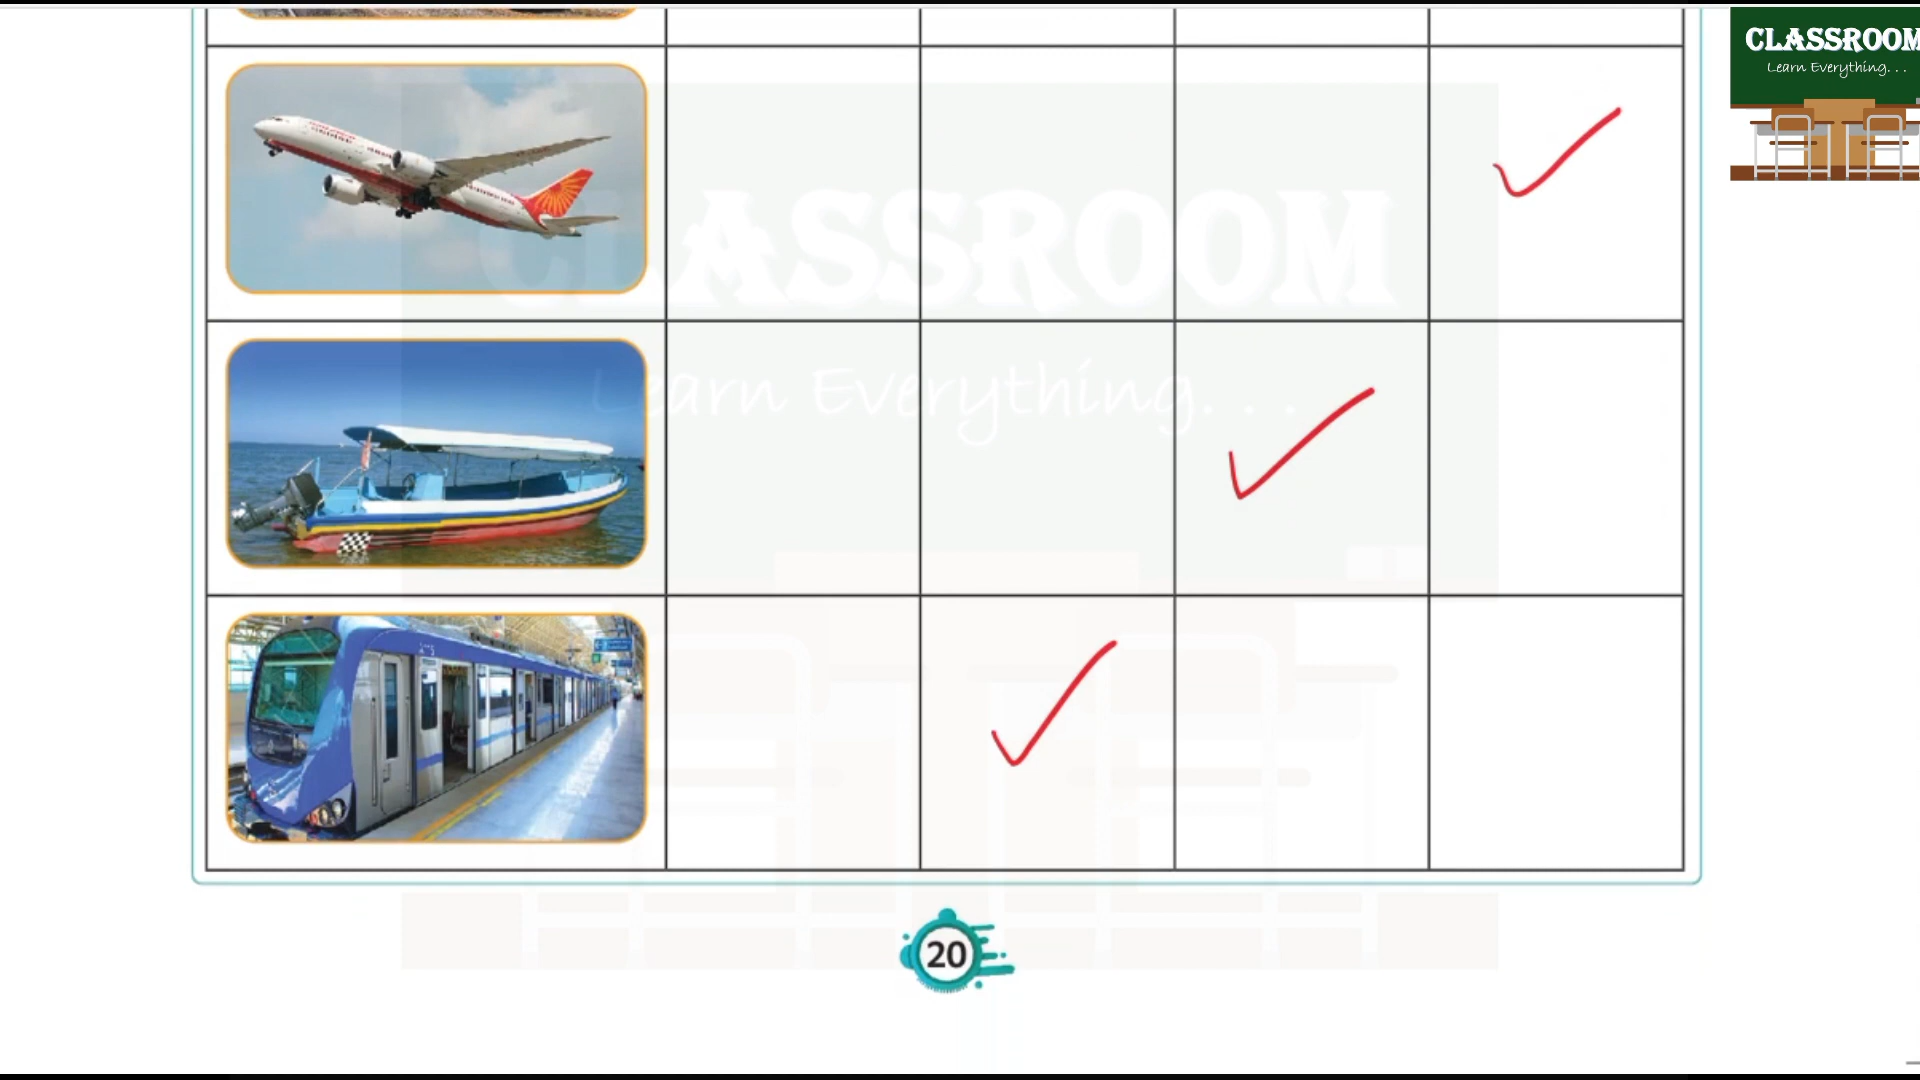 CLASSROOM
Learn Everything. . .
CLASSROOM
Learn Everything. . .
20